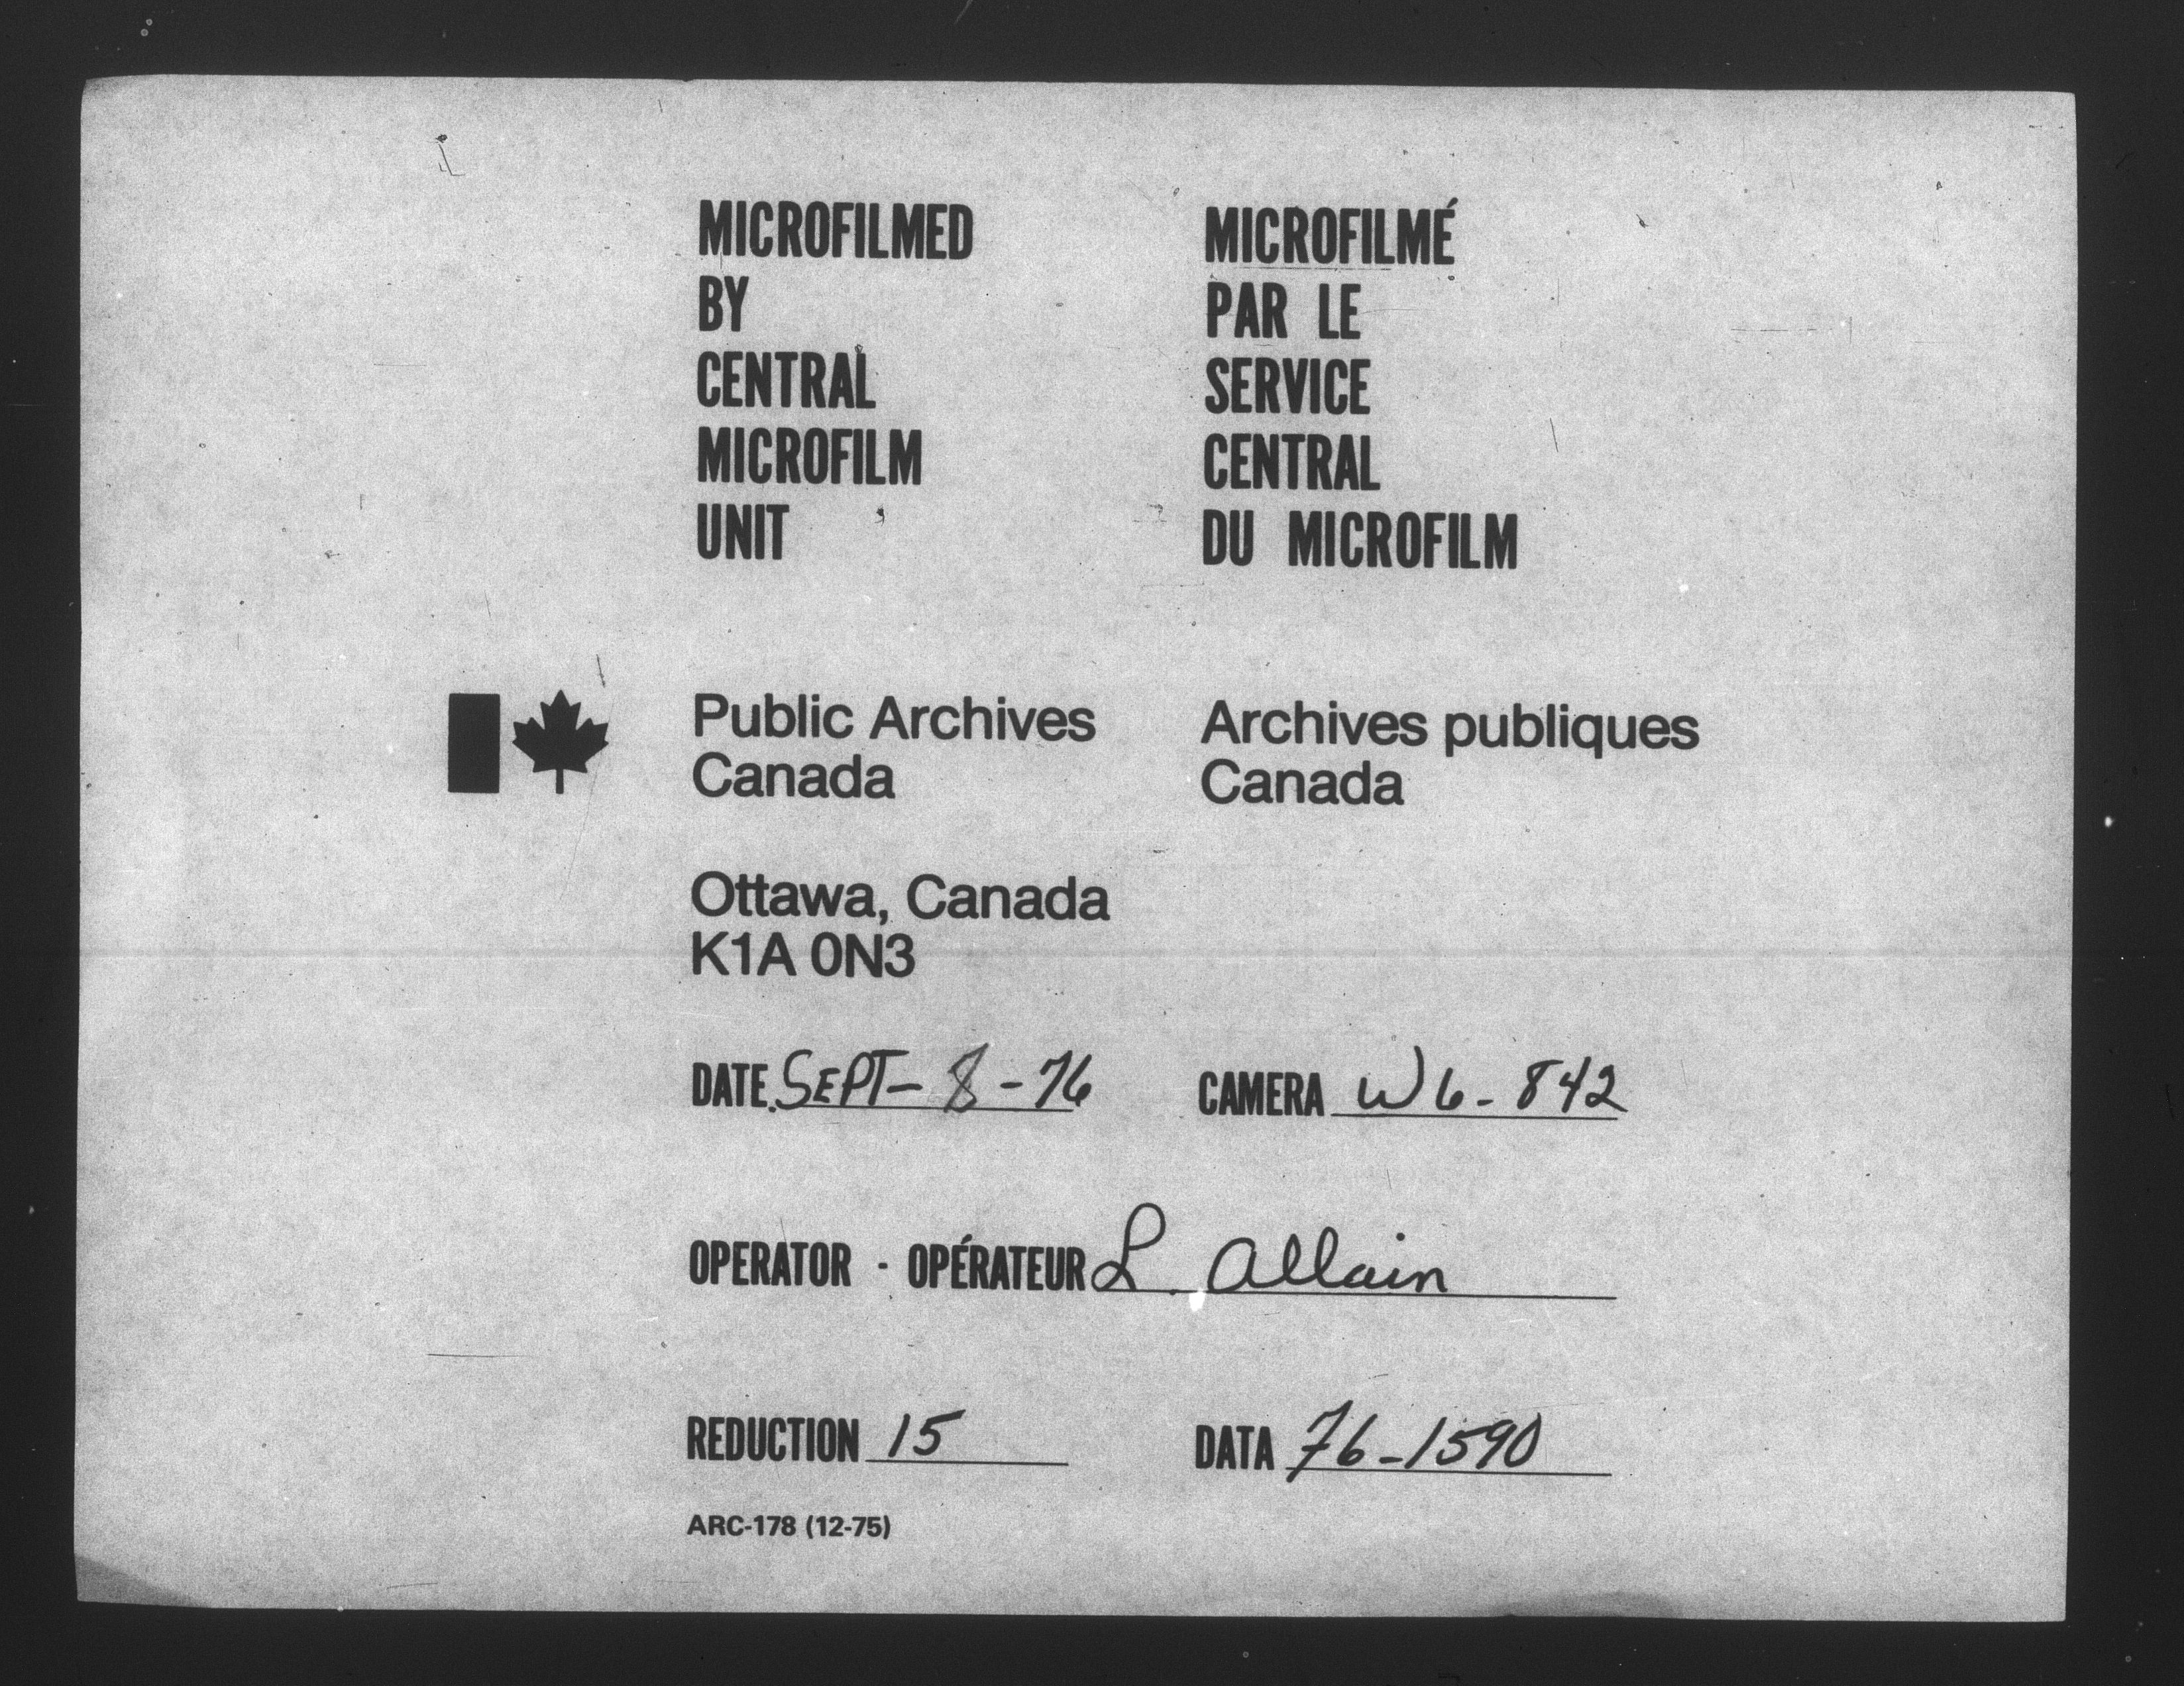 MICROFILMED
BY
CENTRAL
MICROFILM
UNIT
MICROFILMÉ
PAR LE
SERVICE
CENTRAL
DU MICROFILM
Public Archives
Canada
Archives publiques
Canada
Ottawa, Canada
K1A 0N3
DATE SEPT- 8 - 76
CAMERA W6-842
OPERATOR - OPÉRATEUR L. Allain
REDUCTION 15
DATA 76-1590
ARC-178 (12-75)